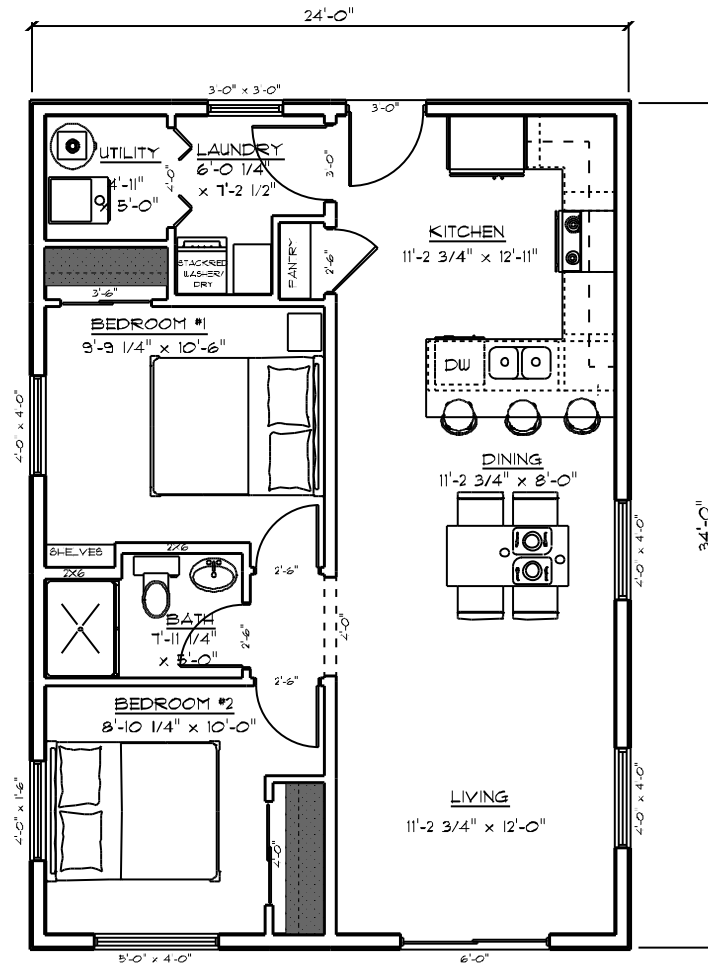 24'-0"
3'-0" x 3'-0"
3'-0"
UTILITY
4'-11"
5'-0"
4'-0"
LAUNDRY
6'-0 1/4"
x 7'-2 1/2"
3'-0"
KITCHEN
11'-2 3/4" x 12'-11"
STACKRED
WASHER/
DRY
PANTRY
2'-6"
3'-6"
BEDROOM #1
9'-9 1/4" x 10'-6"
DW
4'-0" x 4'-0"
DINING
11'-2 3/4" x 8'-0"
4'-0" x 4'-0"
34'-0"
SHELVES
2X6
2X6
2'-6"
BATH
7'-11 1/4"
x 5'-0"
2'-6"
4'-0"
2'-6"
BEDROOM #2
8'-10 1/4" x 10'-0"
4'-0" x 1'-6"
4'-0"
LIVING
11'-2 3/4" x 12'-0"
4'-0" x 4'-0"
5'-0" x 4'-0"
6'-0"